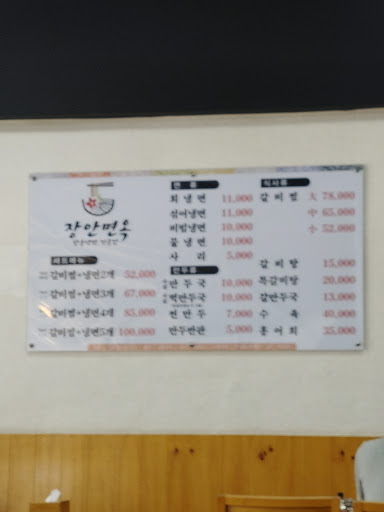 장안면옥
세트메뉴
갈비찜+냉면2개 52,000
갈비찜+냉면3개 67,000
갈비찜+냉면4개 85,000
갈비찜+냉면5개 100,000
면 류
회 냉 면 11,000
섞어냉면 11,000
비빔냉면 10,000
물 냉 면 10,000
사 리 5,000
만두류
만 두 국 10,000
떡만두국 10,000
찐 만 두 7,000
만두반판 5,000
식사류
갈 비 찜 大 78,000
中 65,000
小 52,000
갈 비 탕 15,000
20,000
갈만두국 13,000
수 육 40,000
홍 어 회 35,000